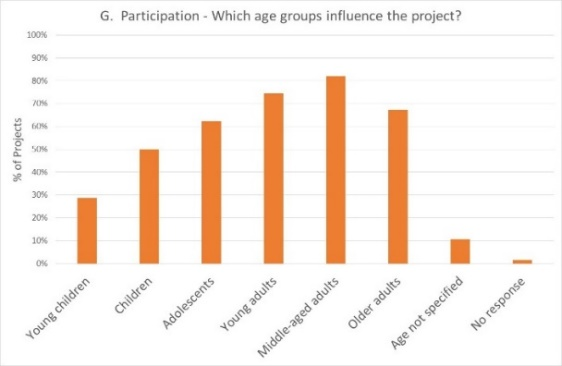 G. Participation - Which age groups influence the project?
100%
90%
80%
70%
60%
50%
40%
30%
20%
10%
0%
% of Projects
Young children
Children
Adolescents
Young adults
Middle-aged adults
Older adults
Age not specified
No response